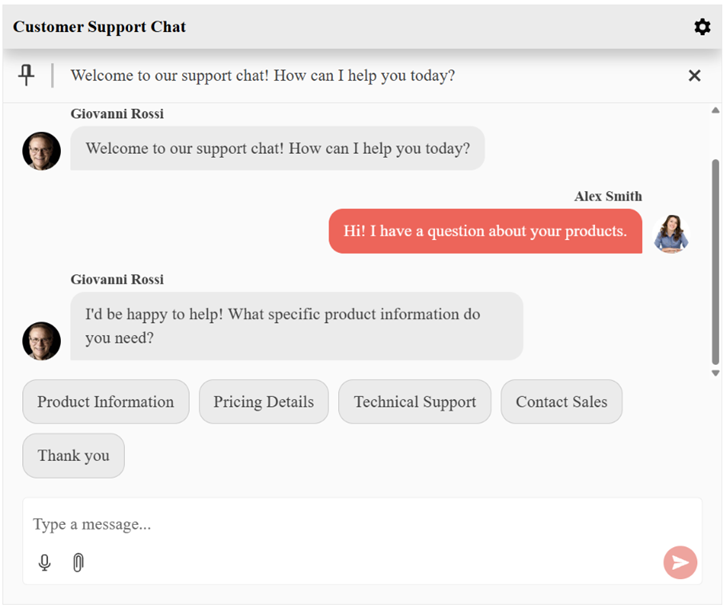 Customer Support Chat
Welcome to our support chat! How can I help you today?
Giovanni Rossi
Welcome to our support chat! How can I help you today?
Alex Smith
Hi! I have a question about your products.
Giovanni Rossi
I'd be happy to help! What specific product information do
you need?
Product Information
Pricing Details
Technical Support
Contact Sales
Thank you
Type a message...